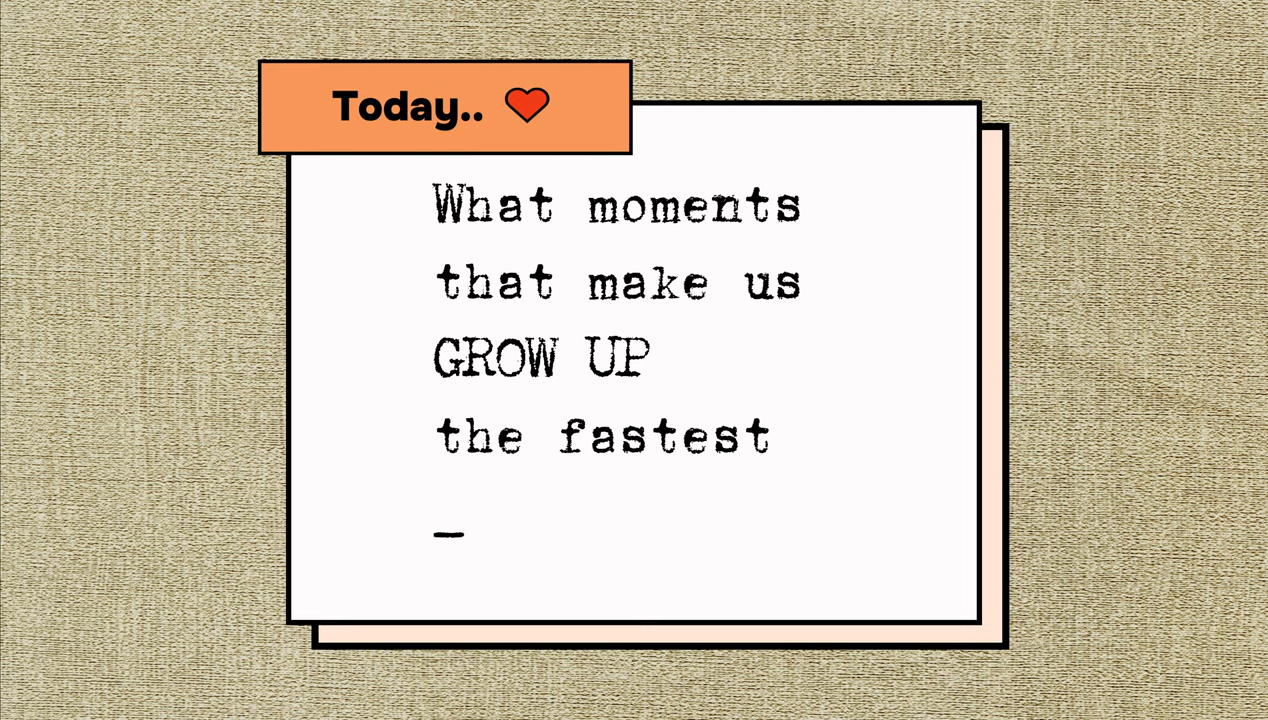 Today.. ❤️
What moments
that make us
GROW UP
the fastest
_